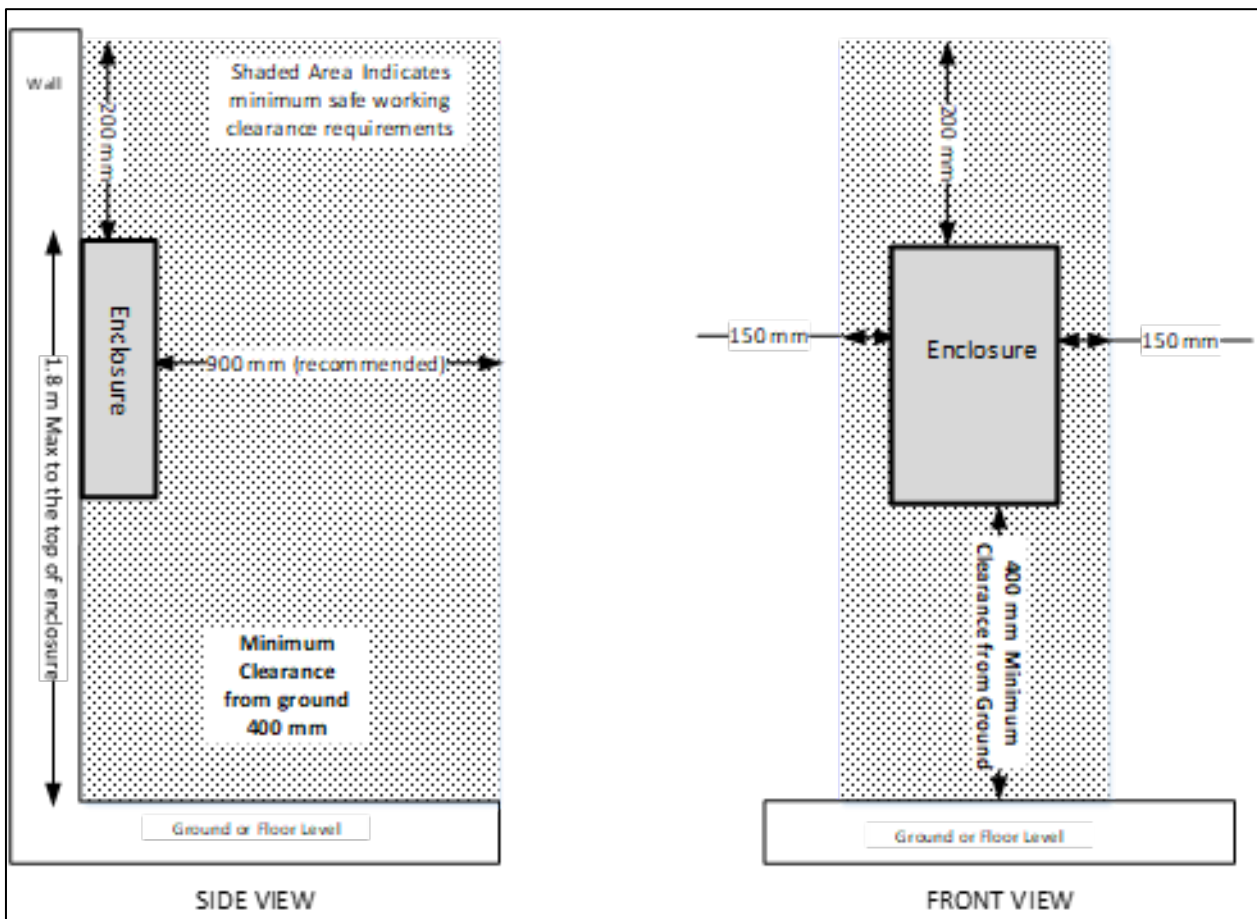 Wall
200 mm
Shaded Area Indicates
minimum safe working
clearance requirements
Enclosure
900 mm (recommended)
1.8 m Max to the top of enclosure
Minimum
Clearance
from ground
400 mm
Ground or Floor Level
SIDE VIEW
200 mm
150 mm
Enclosure
150 mm
400 mm Minimum
Clearance from Ground
Ground or Floor Level
FRONT VIEW